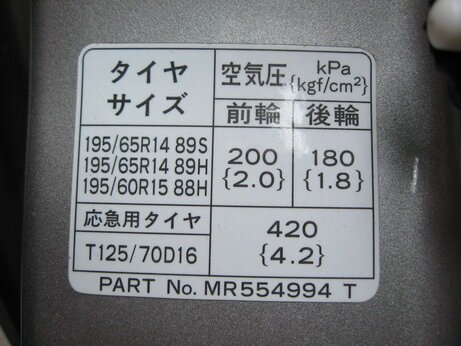 タイヤ
サイズ
空気圧 kPa
{kgf/cm²}
前輪 後輪
195/65R14 89S
195/65R14 89H
195/60R15 88H
200
{2.0}
180
{1.8}
応急用タイヤ
T125/70D16
420
{4.2}
PART No. MR554994 T